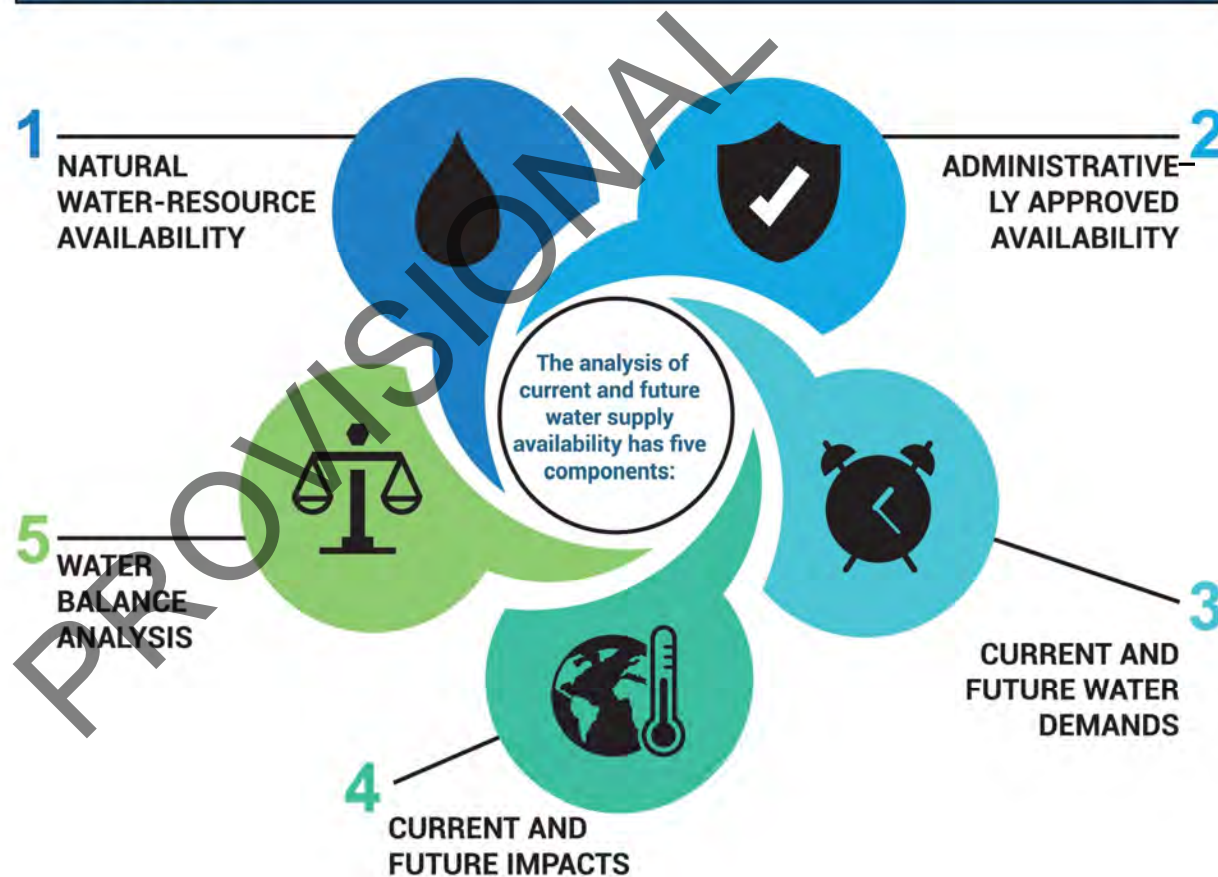 1
NATURAL
WATER-RESOURCE
AVAILABILITY
2
ADMINISTRATIVE-
LY APPROVED
AVAILABILITY
The analysis of
current and future
water supply
availability has five
components:
3
CURRENT AND
FUTURE WATER
DEMANDS
4
CURRENT AND
FUTURE IMPACTS
5
WATER
BALANCE
ANALYSIS
PROVISIONAL